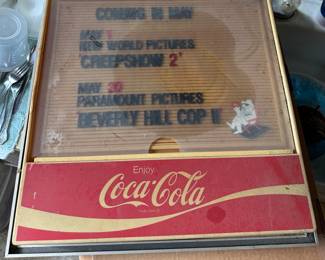 COMING IN MAY
MAY 1
NEW WORLD PICTURES
'CREEPSHOW 2'
MAY 20
PARAMOUNT PICTURES
BEVERLY HILL COP II
Enjoy
Coca-Cola